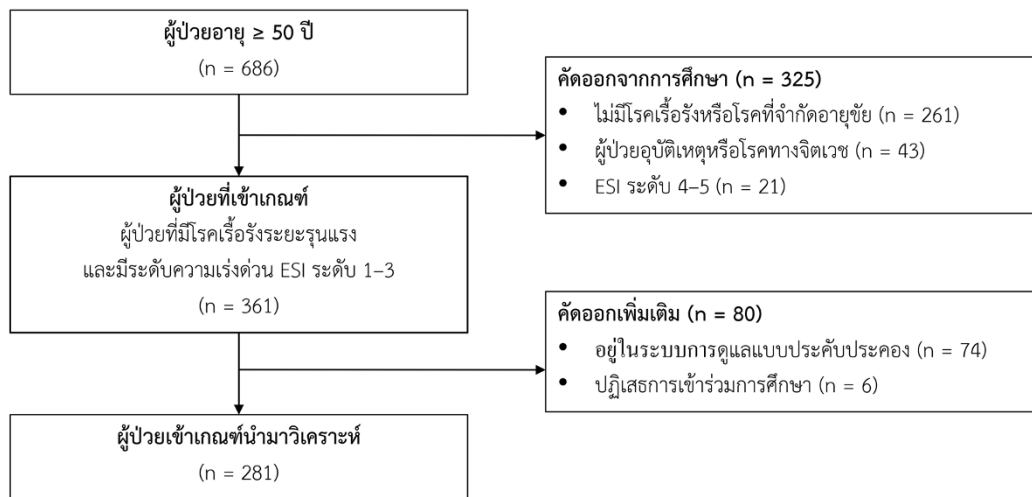 ผู้ป่วยอายุ ≥ 50 ปี
(n = 686)
คัดออกจากการศึกษา (n = 325)
• ไม่มีโรคเรื้อรังหรือโรคที่จำกัดอายุขัย (n = 261)
• ผู้ป่วยอุบัติเหตุหรือโรคทางจิตเวช (n = 43)
• ESI ระดับ 4–5 (n = 21)
ผู้ป่วยที่เข้าเกณฑ์
ผู้ป่วยที่มีโรคเรื้อรังระยะรุนแรง
และมีระดับความเร่งด่วน ESI ระดับ 1–3
(n = 361)
คัดออกเพิ่มเติม (n = 80)
• อยู่ในระบบการดูแลแบบประคับประคอง (n = 74)
• ปฏิเสธการเข้าร่วมการศึกษา (n = 6)
ผู้ป่วยเข้าเกณฑ์นำมาวิเคราะห์
(n = 281)